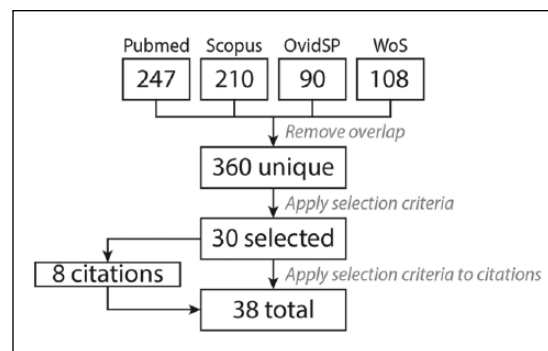 Pubmed Scopus OvidSP WoS
247 210 90 108
Remove overlap
360 unique
Apply selection criteria
30 selected
8 citations
Apply selection criteria to citations
38 total